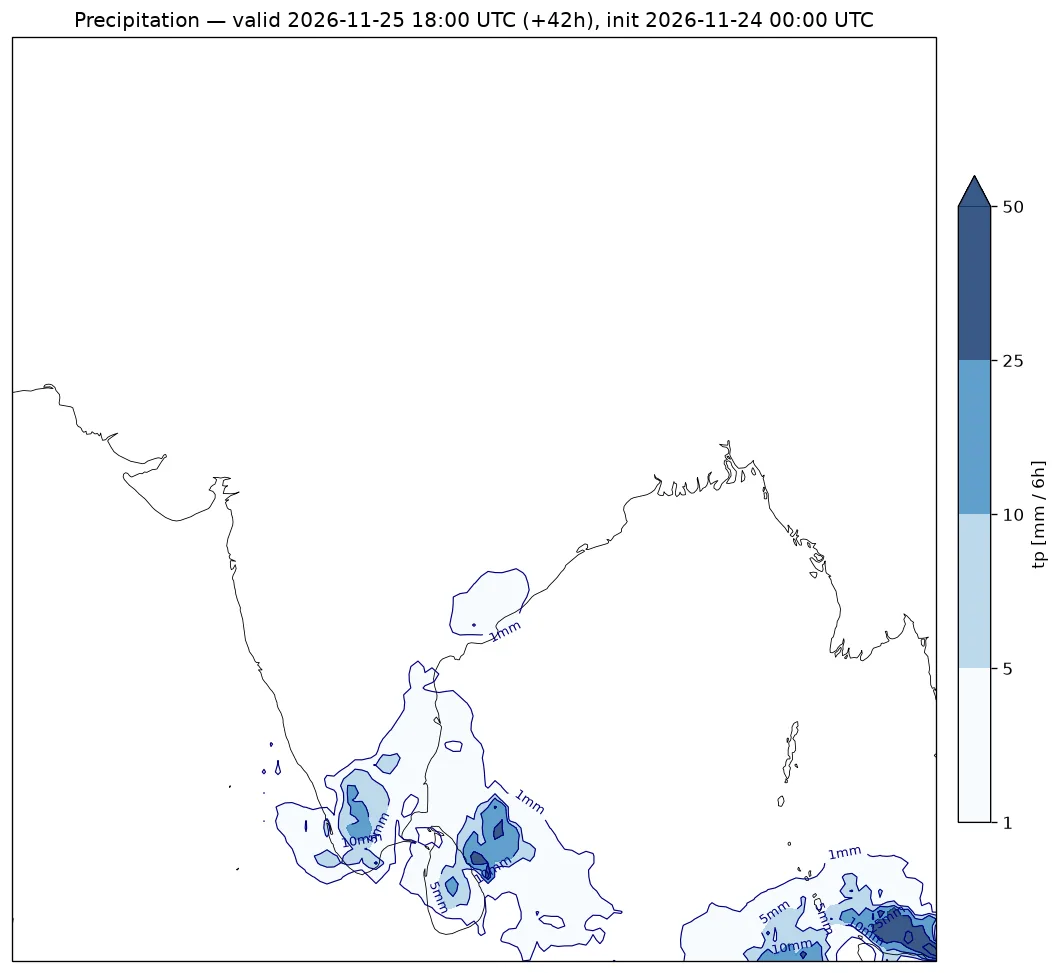 Precipitation — valid 2026-11-25 18:00 UTC (+42h), init 2026-11-24 00:00 UTC
50
25
10
5
1
tp [mm / 6h]
1mm
1mm
10mm
5mm
1mm
5mm
5mm
10mm
10mm